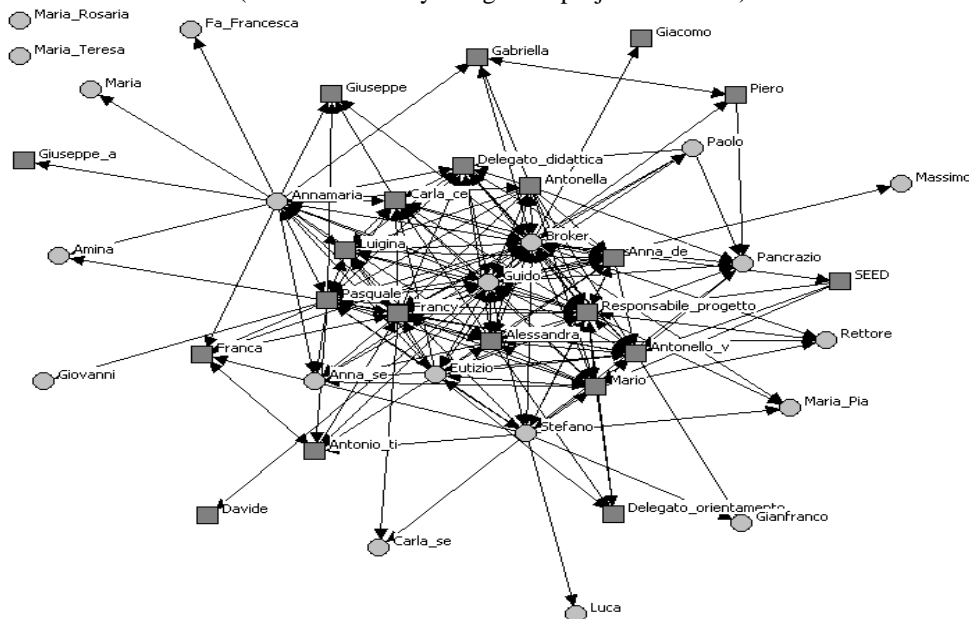 Maria_Rosaria
Fa_Francesca
Giacomo
Maria_Teresa
Gabriella
Maria
Giuseppe
Piero
Paolo
Giuseppe_a
Delegato_didattica
Antonella
Massimo
Annamaria
Carla_ce
Broker
Luigina
Amina
Anna_de
Pancrazio
Guido
SEED
Pasquale
Francy
Responsabile_progetto
Alessandra
Rettore
Franca
Antonello_v
Giovanni
Anna_se
Eutizio
Mario
Maria_Pia
Stefano
Antonio_ti
Davide
Delegato_orientamento
Gianfranco
Carla_se
Luca